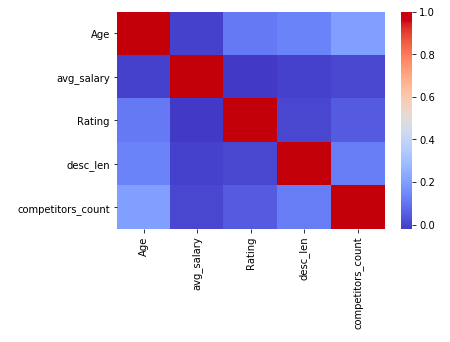 Age
avg_salary
Rating
desc_len
competitors_count
Age
avg_salary
Rating
desc_len
competitors_count
1.0
0.8
0.6
0.4
0.2
0.0